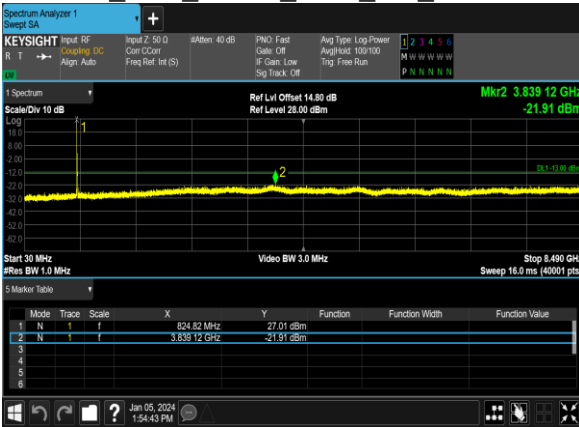 Spectrum Analyzer 1
Swept SA
+
KEYSIGHT Input: RF Input Z: 50 Ω #Atten: 40 dB PNO: Fast Avg Type: Log-Power 1 2 3 4 5 6
R T Coupling: DC Corr CCorr Gate: Off Avg|Hold: 100/100 M W W W W W
Align: Auto Freq Ref: Int (S) IF Gain: Low Trig: Free Run
Sig Track: Off P N N N N N
1 Spectrum Ref Lvl Offset 14.80 dB Mkr2 3.839 12 GHz
Scale/Div 10 dB Ref Level 28.00 dBm -21.91 dBm
Log
1
18.0
8.00
-2.00
DL1 -13.00 dBm
-12.0
2
-22.0
-32.0
-42.0
-52.0
-62.0
Start 30 MHz Video BW 3.0 MHz Stop 8.490 GHz
#Res BW 1.0 MHz Sweep 16.0 ms (40001 pts
5 Marker Table
Mode Trace Scale X Y Function Function Width Function Value
1 N 1 f 824.82 MHz 27.01 dBm
2 N 1 f 3.839 12 GHz -21.91 dBm
3
4
5
6
? Jan 05, 2024
1:54:43 PM